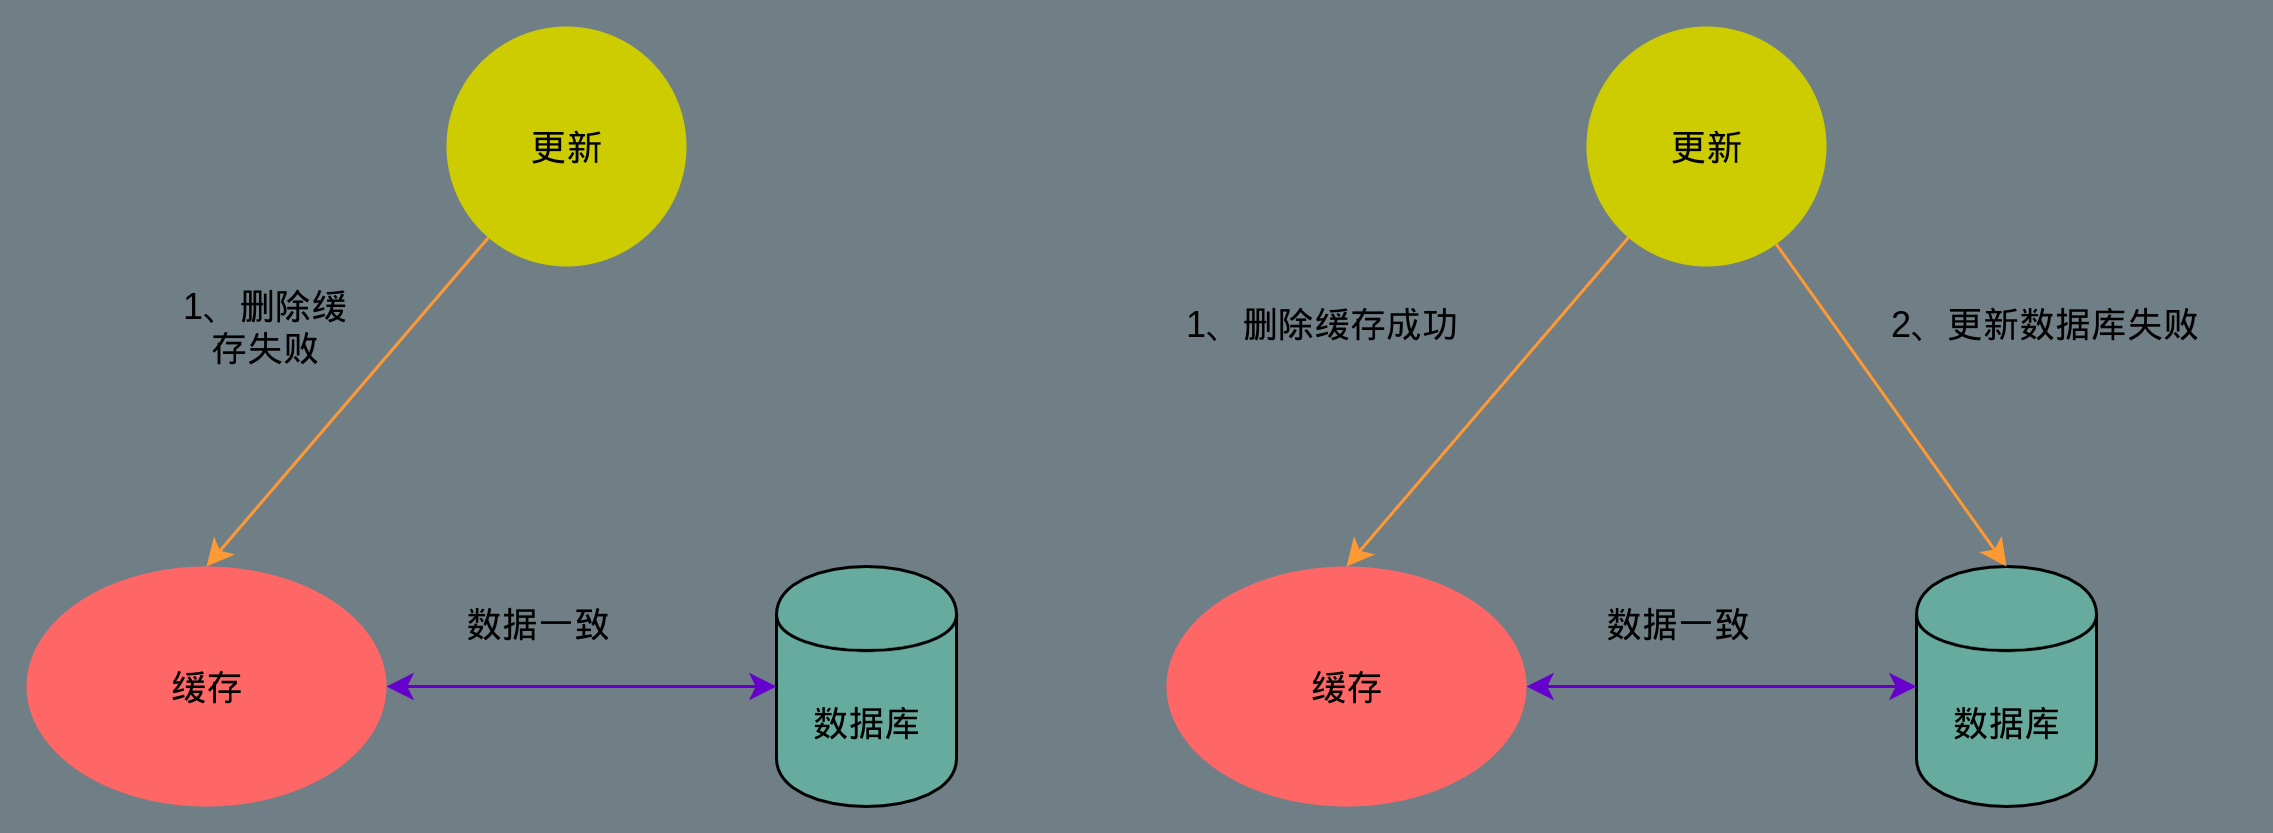 更新
1、删除缓
存失败
缓存
数据一致
数据库
更新
1、删除缓存成功
2、更新数据库失败
缓存
数据一致
数据库